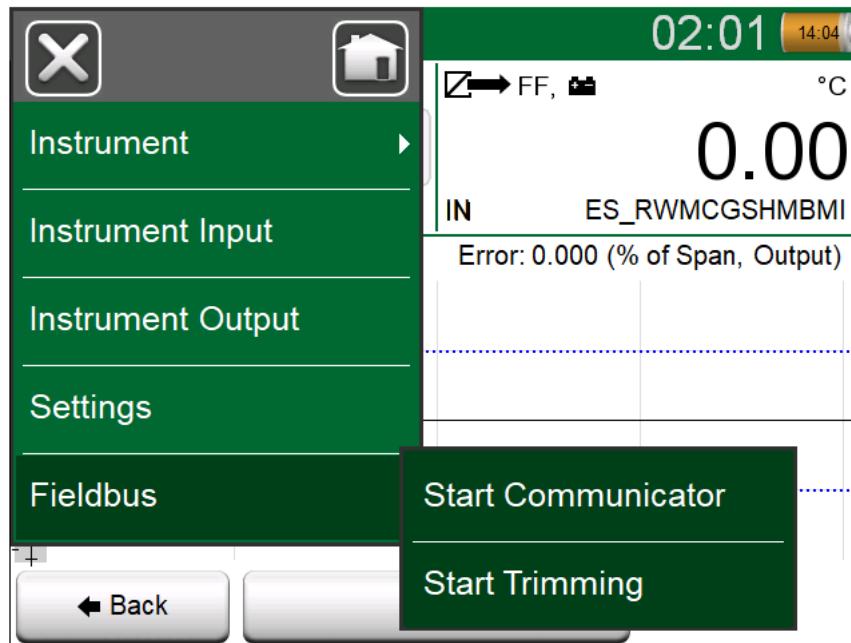 02:01
14:04
FF,
°C
0.00
IN ES_RWMCGSHMBMI
Error: 0.000 (% of Span, Output)
Instrument
Instrument Input
Instrument Output
Settings
Fieldbus
Start Communicator
Start Trimming
Back